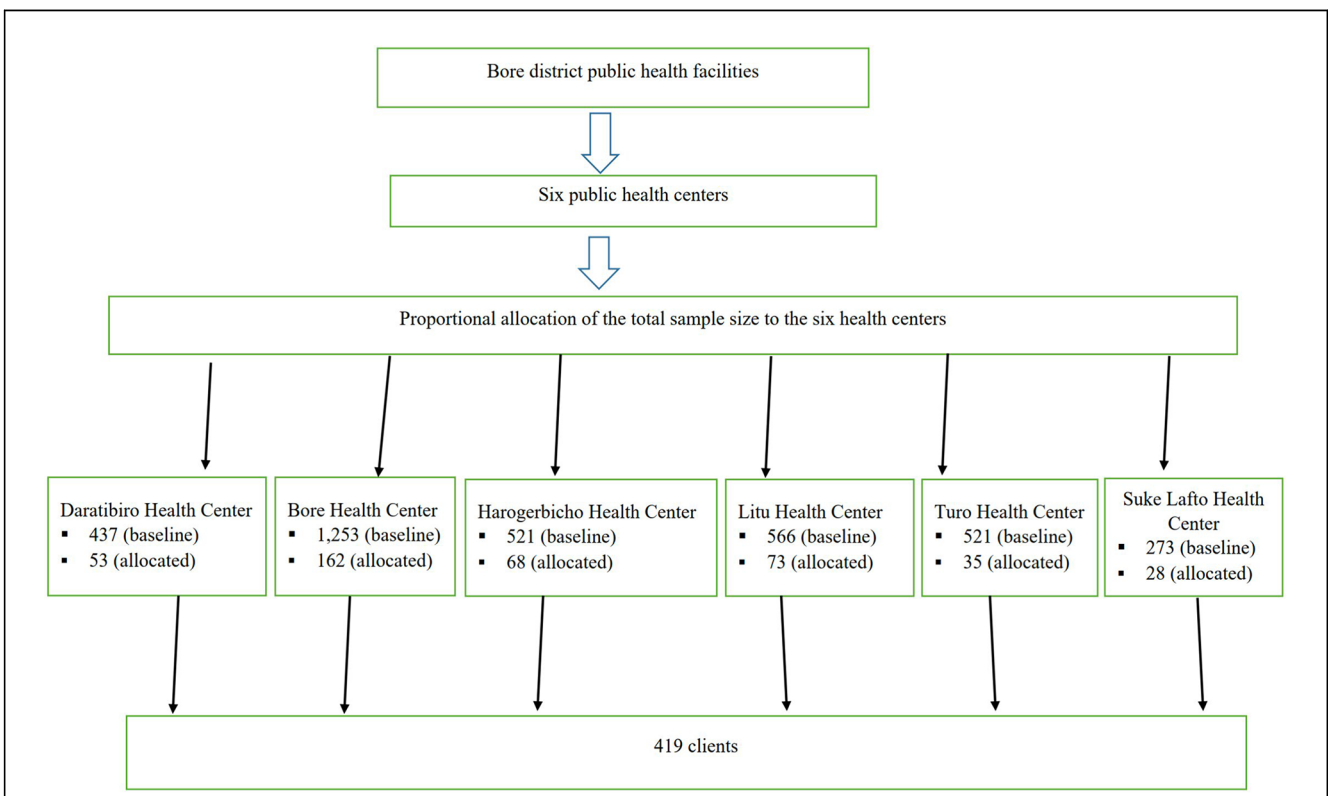 Bore district public health facilities
Six public health centers
Proportional allocation of the total sample size to the six health centers
Daratibiro Health Center
▪ 437 (baseline)
▪ 53 (allocated)
Bore Health Center
▪ 1,253 (baseline)
▪ 162 (allocated)
Harogerbicho Health Center
▪ 521 (baseline)
▪ 68 (allocated)
Litu Health Center
▪ 566 (baseline)
▪ 73 (allocated)
Turo Health Center
▪ 521 (baseline)
▪ 35 (allocated)
Suke Lafto Health
Center
▪ 273 (baseline)
▪ 28 (allocated)
419 clients